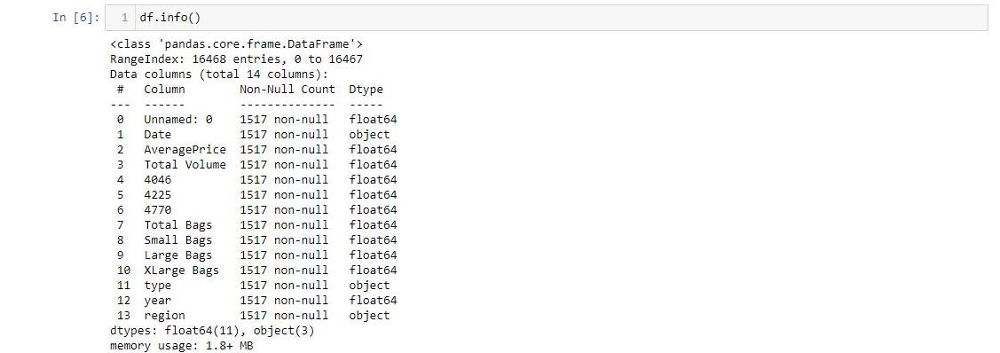 In [6]: 1 df.info()
<class 'pandas.core.frame.DataFrame'>
RangeIndex: 16468 entries, 0 to 16467
Data columns (total 14 columns):
 #   Column        Non-Null Count  Dtype
---  ------        --------------  -----
 0   Unnamed: 0    1517 non-null   float64
 1   Date          1517 non-null   object
 2   AveragePrice  1517 non-null   float64
 3   Total Volume  1517 non-null   float64
 4   4046          1517 non-null   float64
 5   4225          1517 non-null   float64
 6   4770          1517 non-null   float64
 7   Total Bags    1517 non-null   float64
 8   Small Bags    1517 non-null   float64
 9   Large Bags    1517 non-null   float64
 10  XLarge Bags   1517 non-null   float64
 11  type          1517 non-null   object
 12  year          1517 non-null   float64
 13  region        1517 non-null   object
dtypes: float64(11), object(3)
memory usage: 1.8+ MB